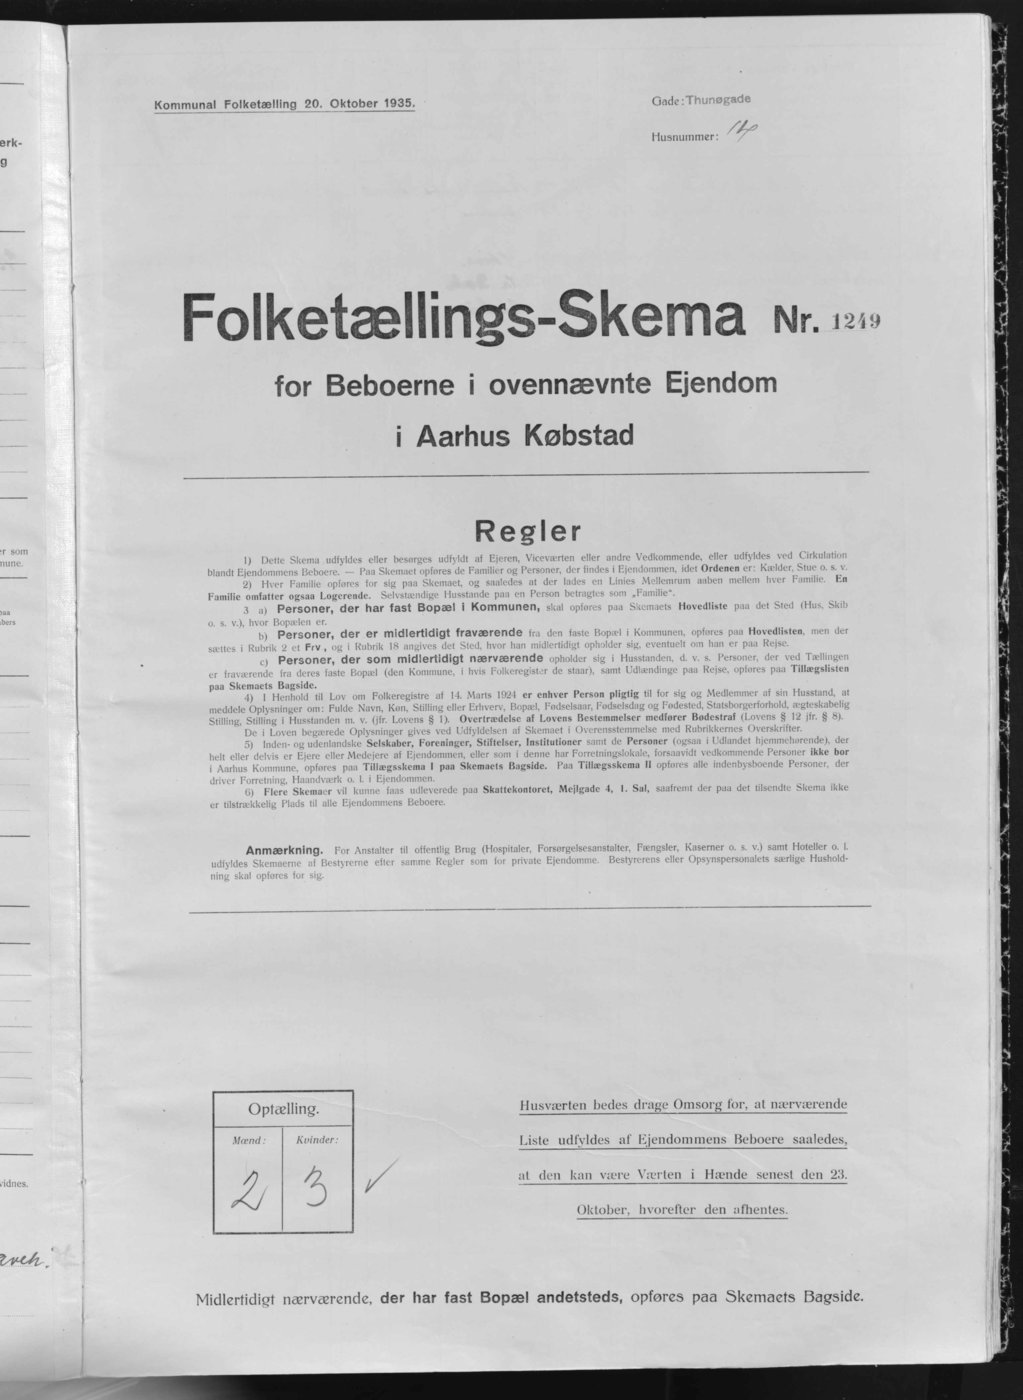 Kommunal Folketælling 20. Oktober 1935.
Gade: Thunøgade
Husnummer: 14
Folketællings-Skema Nr. 1249
for Beboerne i ovennævnte Ejendom
i Aarhus Købstad
Regler
1) Dette Skema udfyldes eller besørges udfyldt af Ejeren, Viceværten eller andre Vedkommende, eller udfyldes ved Cirkulation
blandt Ejendommens Beboere. — Paa Skemaet opføres de Familier og Personer, der findes i Ejendommen, idet Ordenen er: Kælder, Stue o. s. v.
2) Hver Familie opføres for sig paa Skemaet, og saaledes at der lades en Linies Mellemrum aaben mellem hver Familie. En
Familie omfatter ogsaa Logerende. Selvstændige Husstande paa en Person betragtes som „Familie".
3 a) Personer, der har fast Bopæl i Kommunen, skal opføres paa Skemaets Hovedliste paa det Sted (Hus, Skib
o. s. v.), hvor Bopælen er.
b) Personer, der er midlertidigt fraværende fra den faste Bopæl i Kommunen, opføres paa Hovedlisten, men der
sættes i Rubrik 2 et Frv., og i Rubrik 18 angives det Sted, hvor han midlertidigt opholder sig, eventuelt om han er paa Rejse.
c) Personer, der som midlertidigt nærværende opholder sig i Husstanden, d. v. s. Personer, der ved Tællingen
er fraværende fra deres faste Bopæl (den Kommune, i hvis Folkeregister de staar), samt Udlændinge paa Rejse, opføres paa Tillægslisten
paa Skemaets Bagside.
4) I Henhold til Lov om Folkeregistre af 14. Marts 1924 er enhver Person pligtig til for sig og Medlemmer af sin Husstand, at
meddele Oplysninger om: Fulde Navn, Køn, Stilling eller Erhverv, Bopæl, Fødselsaar, Fødselsdag og Fødested, Statsborgerforhold, ægteskabelig
Stilling, Stilling i Husstanden m. v. (jfr. Lovens § 1). Overtrædelse af Lovens Bestemmelser medfører Bødestraf (Lovens § 12 jfr. § 8).
De i Loven begærede Oplysninger gives ved Udfyldelsen af Skemaet i Overensstemmelse med Rubrikkernes Overskrifter.
5) Inden- og udenlandske Selskaber, Foreninger, Stiftelser, Institutioner samt de Personer (ogsaa i Udlandet hjemmehørende), der
helt eller delvis er Ejere eller Medejere af Ejendommen, eller som i denne har Forretningslokale, forsaavidt vedkommende Personer ikke bor
i Aarhus Kommune, opføres paa Tillægsskema I paa Skemaets Bagside. Paa Tillægsskema II opføres alle indenbysboende Personer, der
driver Forretning, Haandværk o. l. i Ejendommen.
6) Flere Skemaer vil kunne faas udleverede paa Skattekontoret, Mejlgade 4, 1. Sal, saafremt der paa det tilsendte Skema ikke
er tilstrækkelig Plads til alle Ejendommens Beboere.
Anmærkning. For Anstalter til offentlig Brug (Hospitaler, Forsørgelsesanstalter, Fængsler, Kaserner o. s. v.) samt Hoteller o. l.
udfyldes Skemaerne af Bestyrerne efter samme Regler som for private Ejendomme. Bestyrerens eller Opsynspersonalets særlige Hushold-
ning skal opføres for sig.
Optælling.
Mænd: Kvinder:
2 3 ✓
Husværten bedes drage Omsorg for, at nærværende
Liste udfyldes af Ejendommens Beboere saaledes,
at den kan være Værten i Hænde senest den 23.
Oktober, hvorefter den afhentes.
Midlertidigt nærværende, der har fast Bopæl andetsteds, opføres paa Skemaets Bagside.